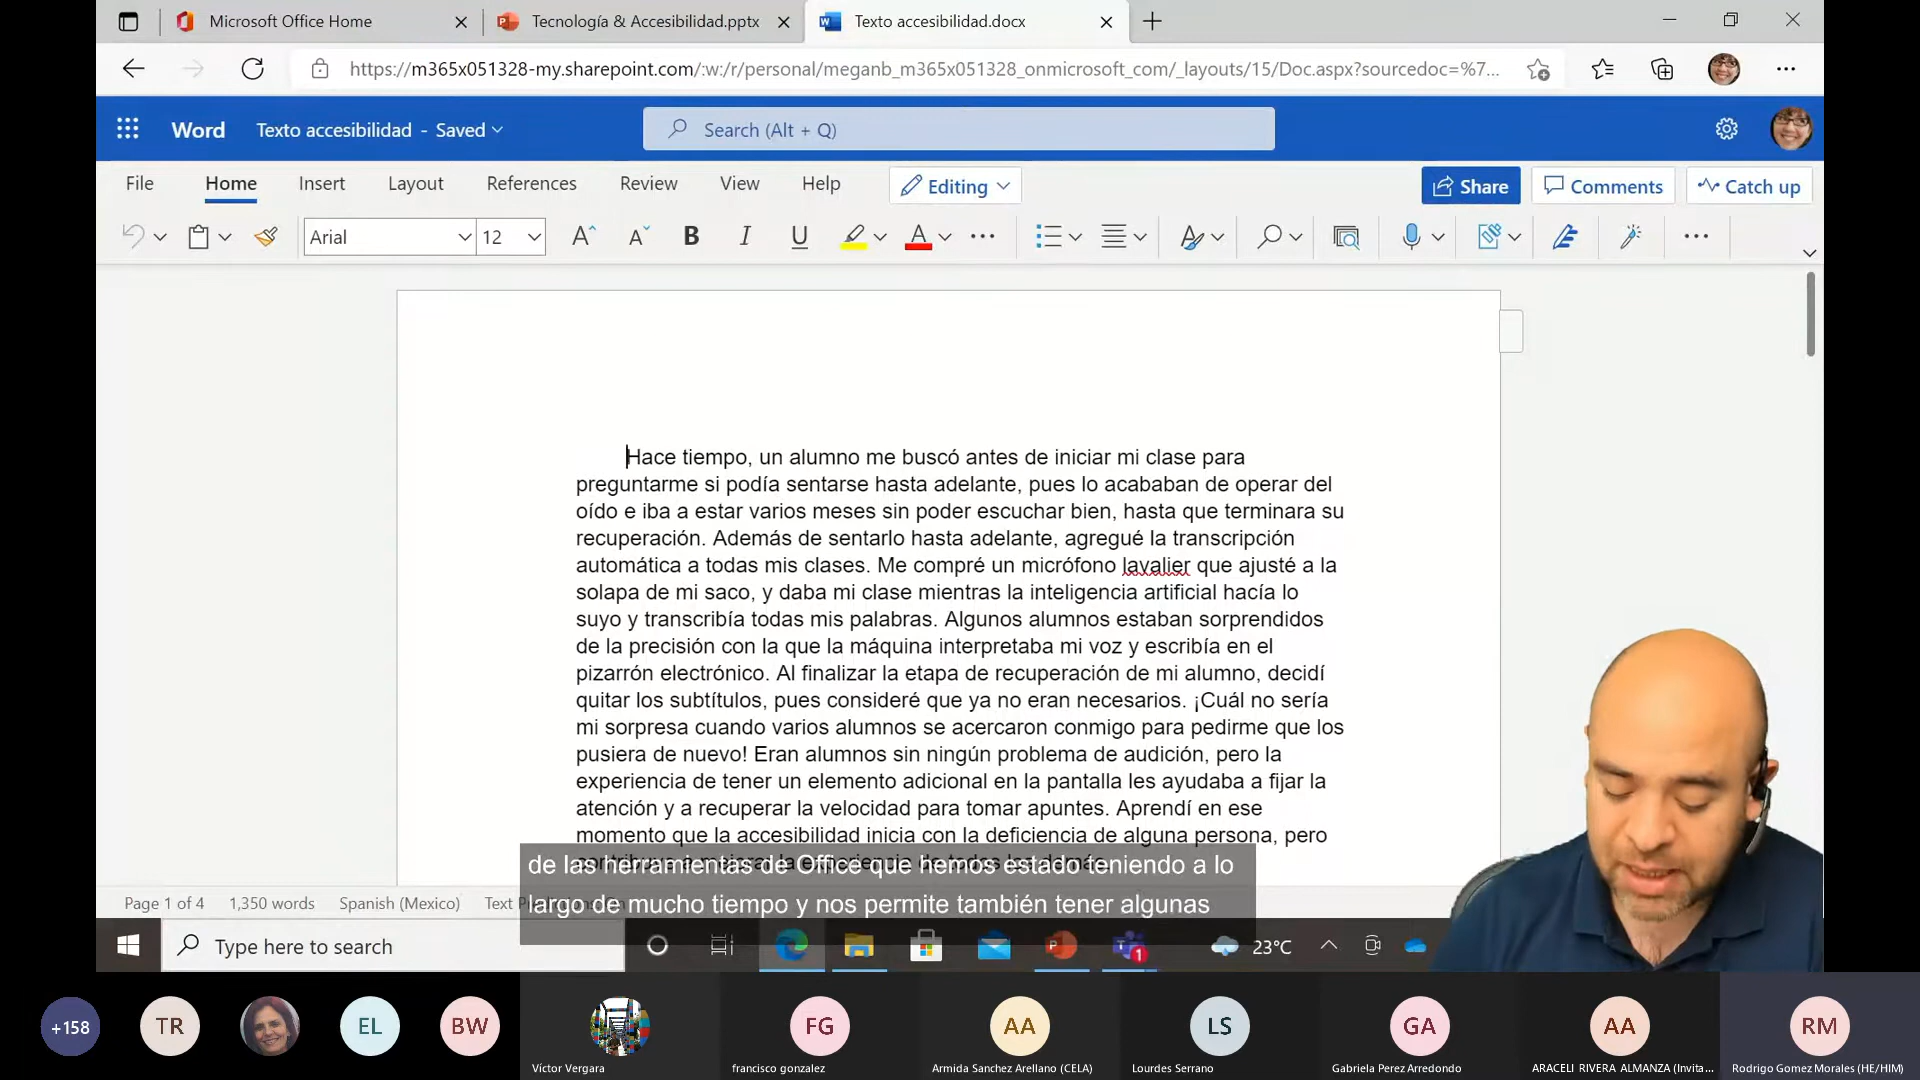 Microsoft Office Home
Tecnología & Accesibilidad.pptx
Texto accesibilidad.docx
https://m365x051328-my.sharepoint.com/:w:/r/personal/meganb_m365x051328_onmicrosoft_com/_layouts/15/Doc.aspx?sourcedoc=%7...
Word Texto accesibilidad - Saved
Search (Alt + Q)
File Home Insert Layout References Review View Help Editing Share Comments Catch up
Arial 12 A A B I U A
Hace tiempo, un alumno me buscó antes de iniciar mi clase para
preguntarme si podía sentarse hasta adelante, pues lo acababan de operar del
oído e iba a estar varios meses sin poder escuchar bien, hasta que terminara su
recuperación. Además de sentarlo hasta adelante, agregué la transcripción
automática a todas mis clases. Me compré un micrófono lavalier que ajusté a la
solapa de mi saco, y daba mi clase mientras la inteligencia artificial hacía lo
suyo y transcribía todas mis palabras. Algunos alumnos estaban sorprendidos
de la precisión con la que la máquina interpretaba mi voz y escribía en el
pizarrón electrónico. Al finalizar la etapa de recuperación de mi alumno, decidí
quitar los subtítulos, pues consideré que ya no eran necesarios. ¡Cuál no sería
mi sorpresa cuando varios alumnos se acercaron conmigo para pedirme que los
pusiera de nuevo! Eran alumnos sin ningún problema de audición, pero la
experiencia de tener un elemento adicional en la pantalla les ayudaba a fijar la
atención y a recuperar la velocidad para tomar apuntes. Aprendí en ese
momento que la accesibilidad inicia con la deficiencia de alguna persona, pero
de las herramientas de Office que hemos estado teniendo a lo
largo de mucho tiempo y nos permite también tener algunas
Page 1 of 4 1,350 words Spanish (Mexico) Text
Type here to search
1
23°C
+158 TR EL BW FG AA LS GA AA RM
Víctor Vergara
francisco gonzalez
Armida Sanchez Arellano (CELA)
Lourdes Serrano
Gabriela Perez Arredondo
ARACELI RIVERA ALMANZA (Invita...
Rodrigo Gomez Morales (HE/HIM)